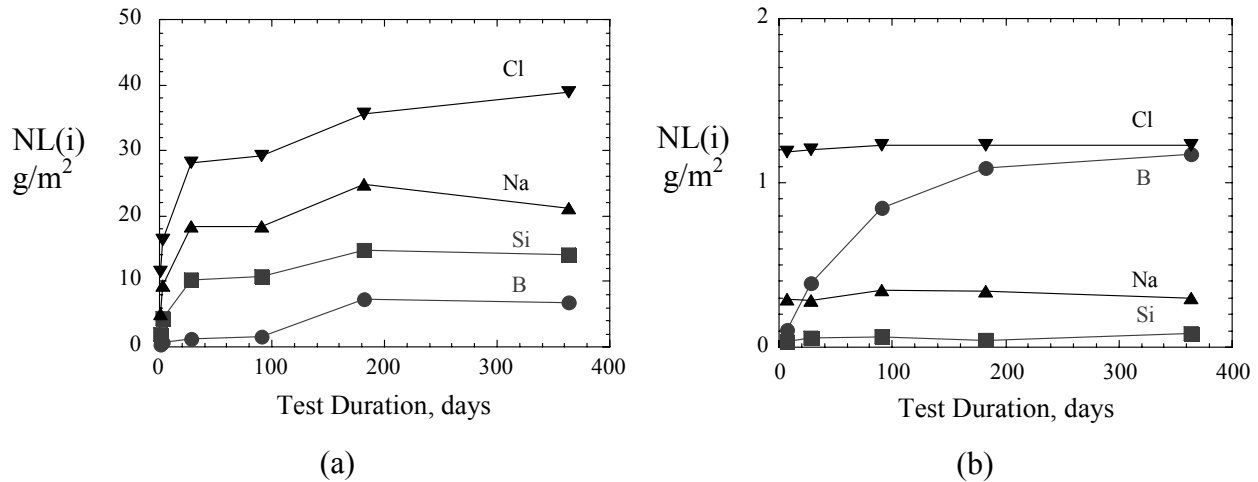 50
40
30
20
10
0
NL(i)
g/m2
Cl
Na
Si
B
0
100
200
300
400
Test Duration, days
(a)
2
1
0
NL(i)
g/m2
Cl
B
Na
Si
0
100
200
300
400
Test Duration, days
(b)